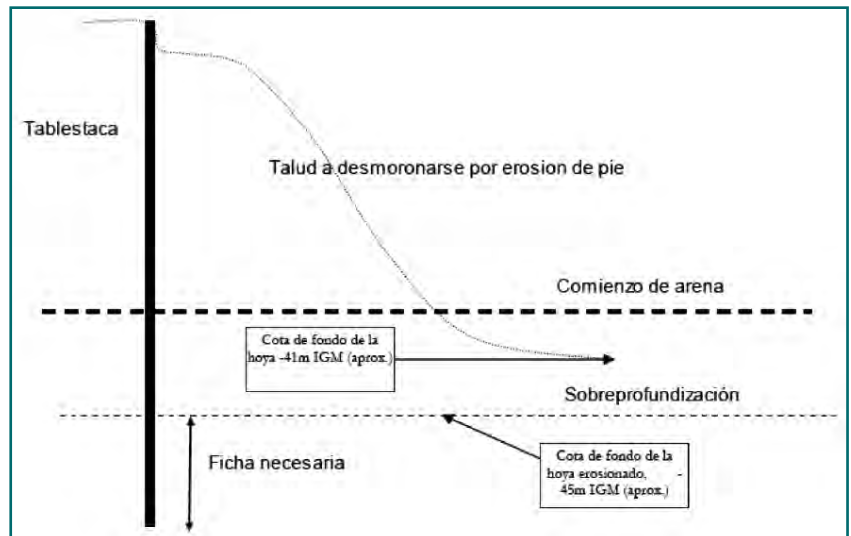 Tablestaca
Talud a desmoronarse por erosion de pie
Comienzo de arena
Cota de fondo de la
hoya -41m IGM (aprox.)
Sobreprofundización
Ficha necesaria
Cota de fondo de la
hoya erosionado, -
45m IGM (aprox.)